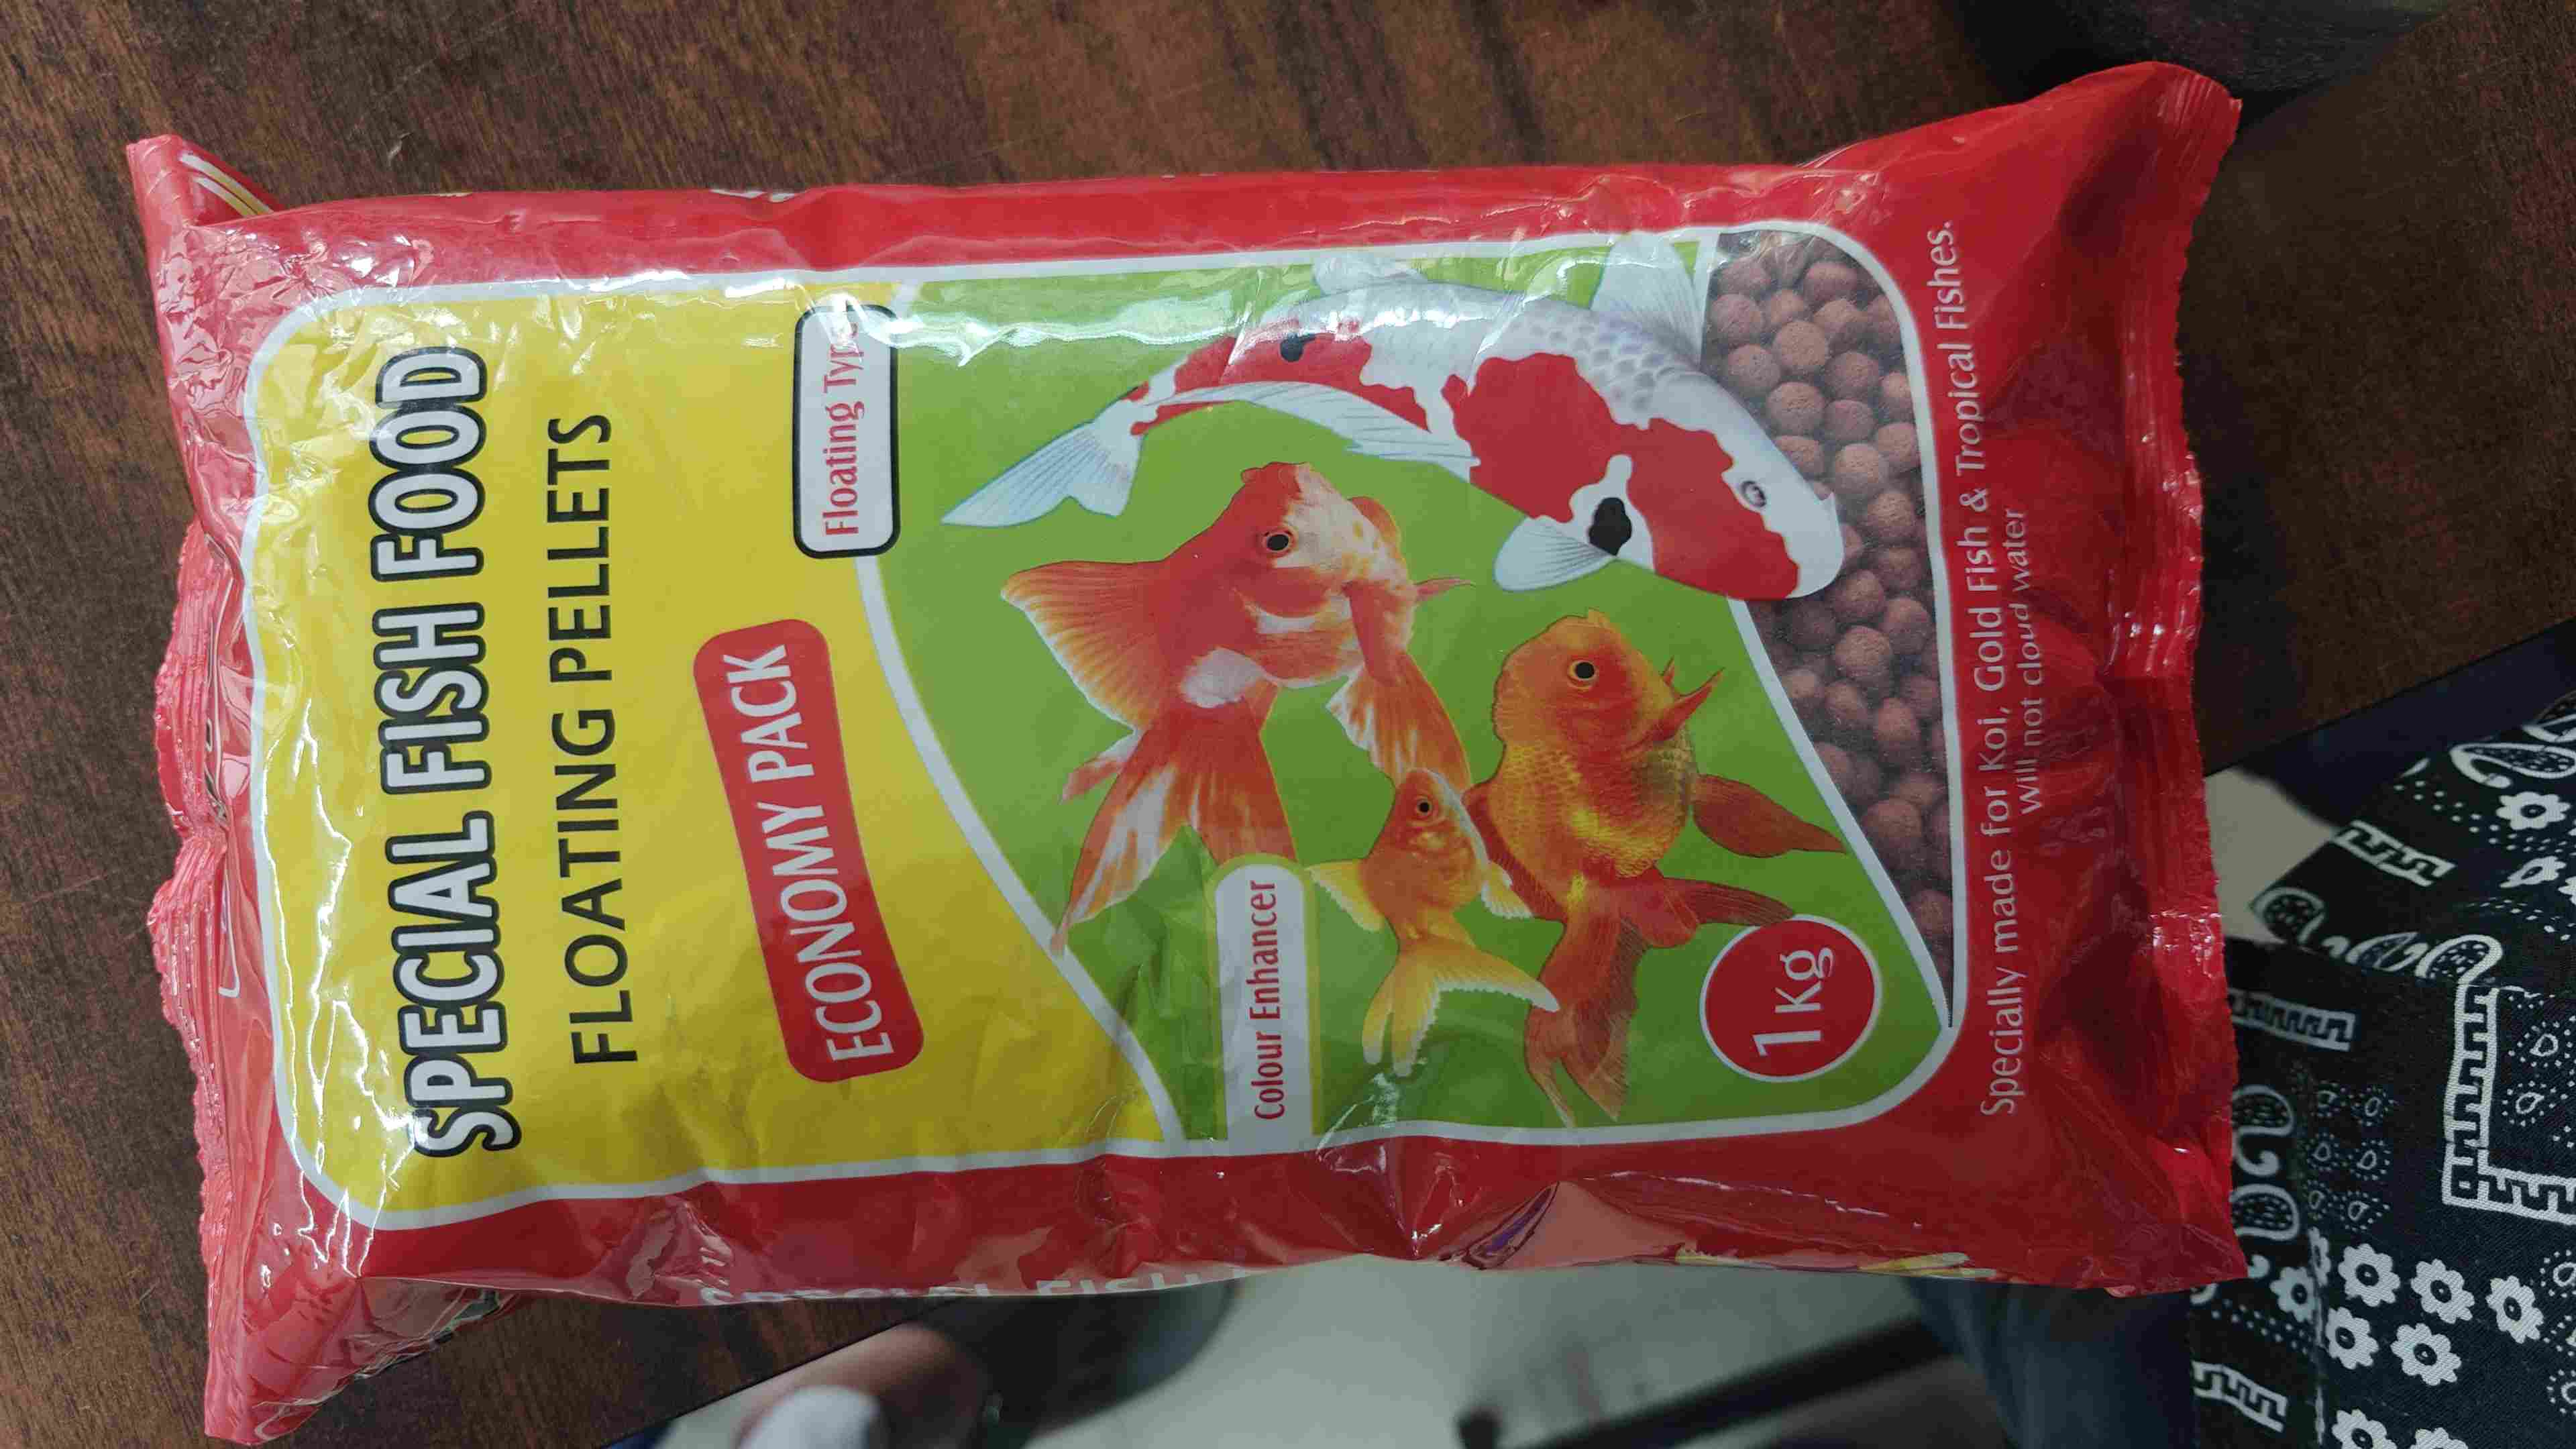 SPECIAL FISH FOOD
FLOATING PELLETS
ECONOMY PACK
Floating Type
Colour Enhancer
1Kg
Specially made for Koi, Gold Fish & Tropical Fishes.
Will not cloud water